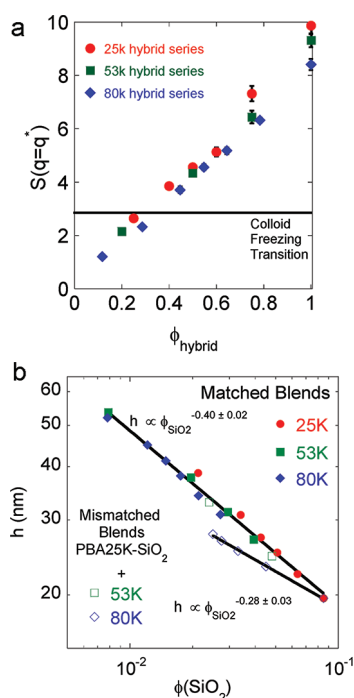 a
10
8
6
4
2
0
S(q=q*)
25k hybrid series
53k hybrid series
80k hybrid series
Colloid
Freezing
Transition
0 0.2 0.4 0.6 0.8 1
ϕhybrid
b
60
50
40
30
20
h (nm)
Matched Blends
25K
53K
80K
h ∝ ϕSiO2^-0.40 ± 0.02
Mismatched
Blends
PBA25K-SiO2
+
53K
80K
h ∝ ϕSiO2^-0.28 ± 0.03
10^-2 10^-1
ϕ(SiO2)